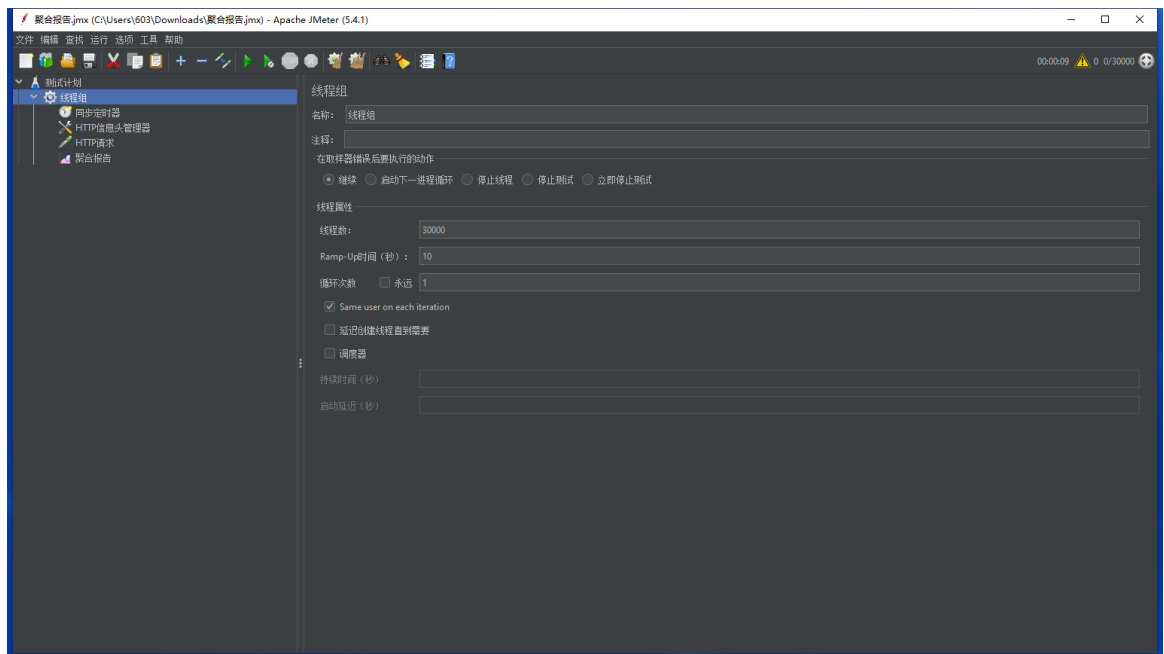 聚合报告.jmx (C:\Users\603\Downloads\聚合报告.jmx) - Apache JMeter (5.4.1)
文件 编辑 查找 运行 选项 工具 帮助
00:00:09 0 0/30000
测试计划
线程组
同步定时器
HTTP信息头管理器
HTTP请求
聚合报告
线程组
名称: 线程组
注释:
在取样器错误后要执行的动作
继续 启动下一进程循环 停止线程 停止测试 立即停止测试
线程属性
线程数: 30000
Ramp-Up时间（秒）: 10
循环次数 永远 1
Same user on each iteration
延迟创建线程直到需要
调度器
持续时间（秒）
启动延迟（秒）